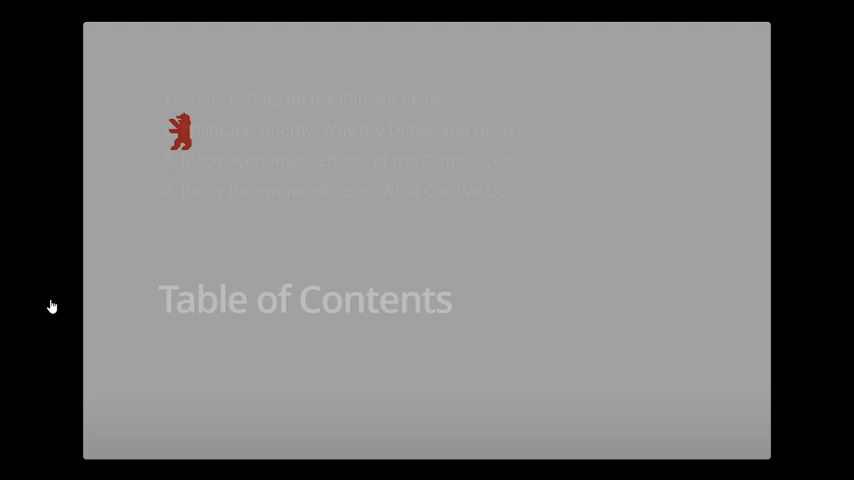 1. Science: Data on the Climate Crisis
olitical Economy: Why the Dither and Delay?
3. Macroeconomics: Effects of the Climate Crisis
4. Policy Recommendations: What Can We Do?
Table of Contents